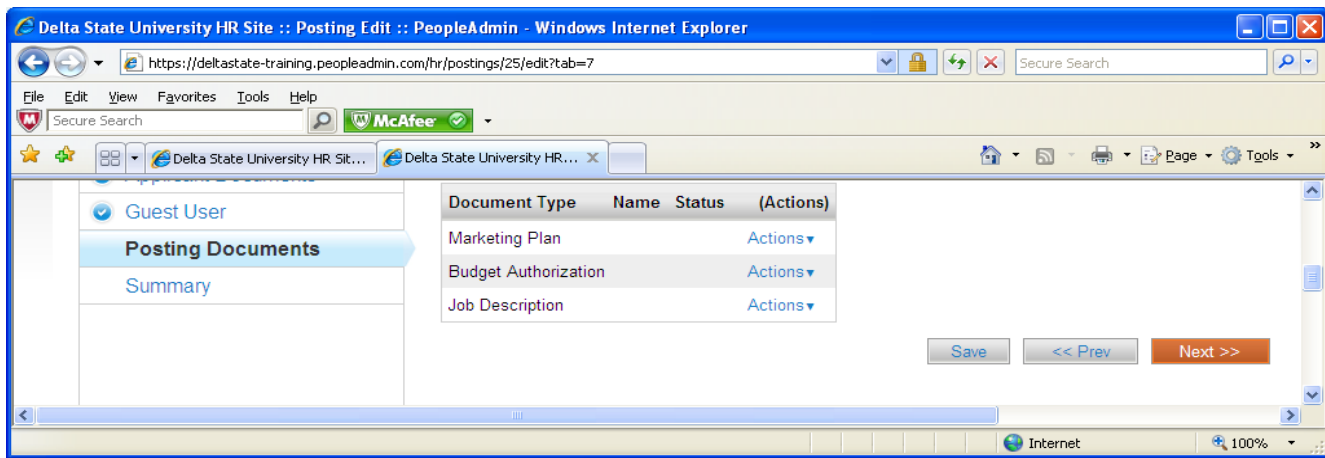 Delta State University HR Site :: Posting Edit :: PeopleAdmin - Windows Internet Explorer
https://deltastate-training.peopleadmin.com/hr/postings/25/edit?tab=7
Secure Search
File Edit View Favorites Tools Help
Secure Search McAfee
Delta State University HR Sit... Delta State University HR... Page Tools »
Applicant Documents
Guest User
Posting Documents
Summary
Document Type Name Status (Actions)
Marketing Plan Actions
Budget Authorization Actions
Job Description Actions
Save << Prev Next >>
Internet 100%